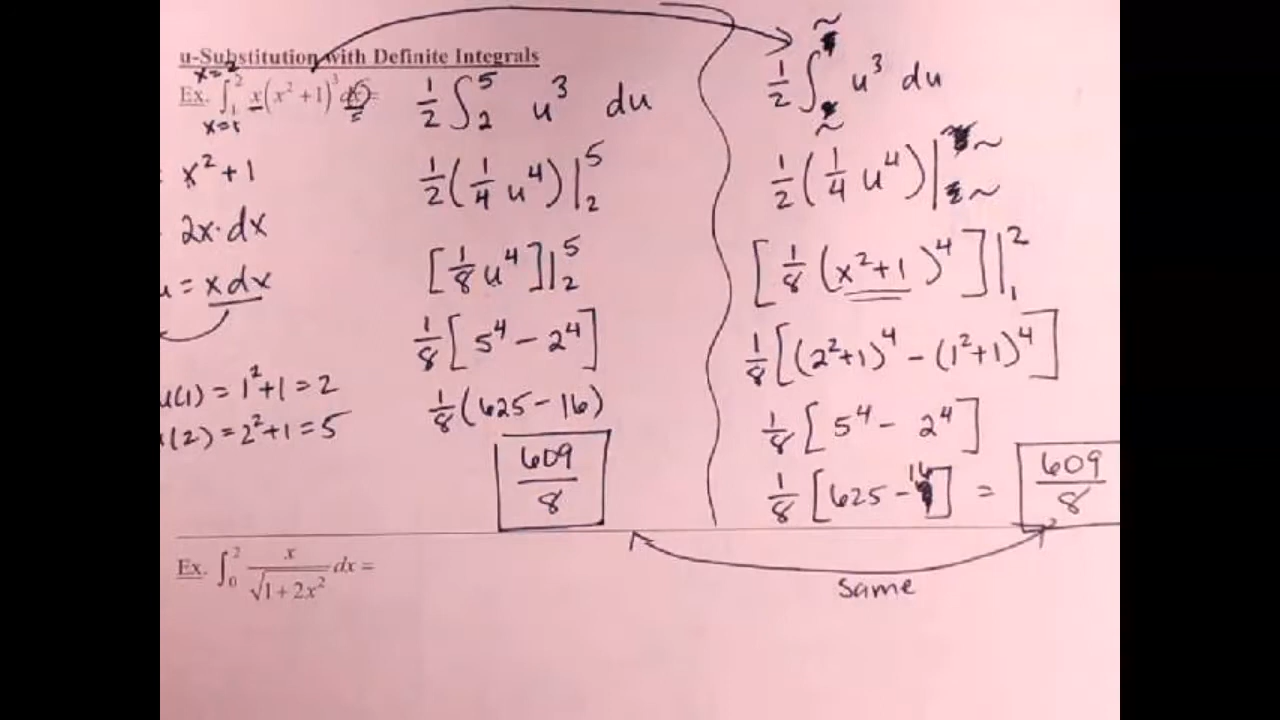 u-Substitution with Definite Integrals
x=2
Ex. ∫₁² x(x² + 1)³ dx =
x=1
= x² + 1
= 2x · dx
u = x dx
u(1) = 1² + 1 = 2
u(2) = 2² + 1 = 5
1/2 ∫₂⁵ u³ du
1/2 (1/4 u⁴) |₂⁵
[1/8 u⁴] |₂⁵
1/8 [5⁴ − 2⁴]
1/8 (625 − 16)
609/8
1/2 ∫~~ u³ du
1/2 (1/4 u⁴) |~~
[1/8 (x² + 1)⁴] |₁²
1/8 [(2² + 1)⁴ − (1² + 1)⁴]
1/8 [5⁴ − 2⁴]
1/8 [625 − 16] = 609/8
same
Ex. ∫₀² x/√(1 + 2x²) dx =